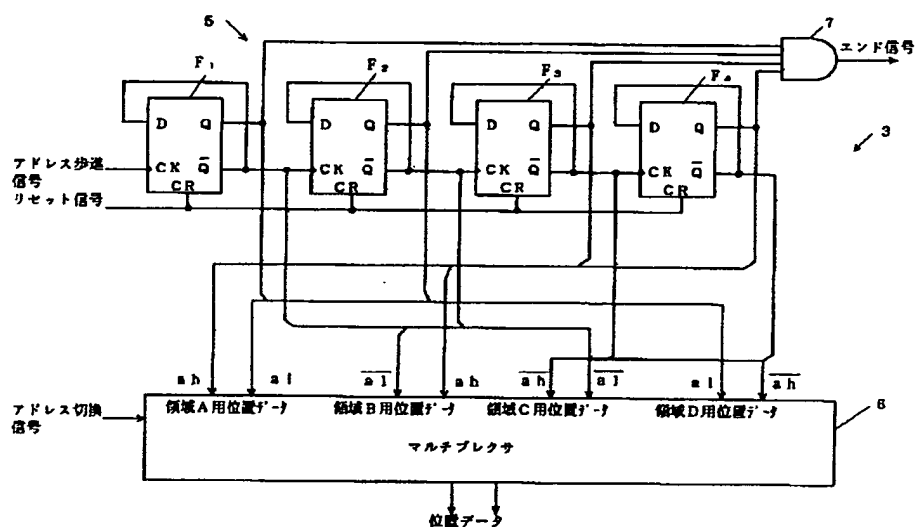 5
7
エンド信号
F₁
F₂
F₃
F₄
3
D Q
D Q
D Q
D Q
アドレス歩進信号
CK Q̅
CK Q̅
CK Q̅
CK Q̅
CR
CR
CR
CR
リセット信号
ah
al
a̅l̅
ah
a̅h̅
a̅l̅
al
a̅h̅
アドレス切換信号
領域A用位置データ
領域B用位置データ
領域C用位置データ
領域D用位置データ
6
マルチプレクサ
位置データ